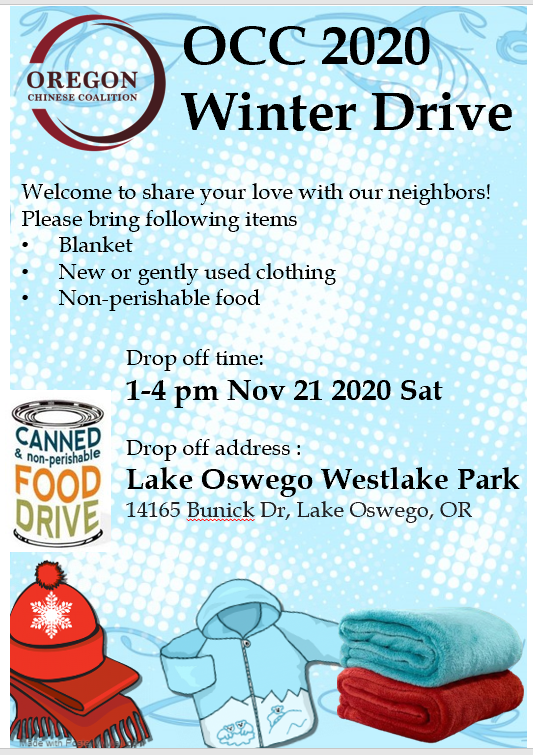 OREGON
CHINESE COALITION
OCC 2020
Winter Drive
Welcome to share your love with our neighbors!
Please bring following items
• Blanket
• New or gently used clothing
• Non-perishable food
Drop off time:
1-4 pm Nov 21 2020 Sat
CANNED
& non-perishable
FOOD
DRIVE
Drop off address :
Lake Oswego Westlake Park
14165 Bunick Dr, Lake Oswego, OR
Made with